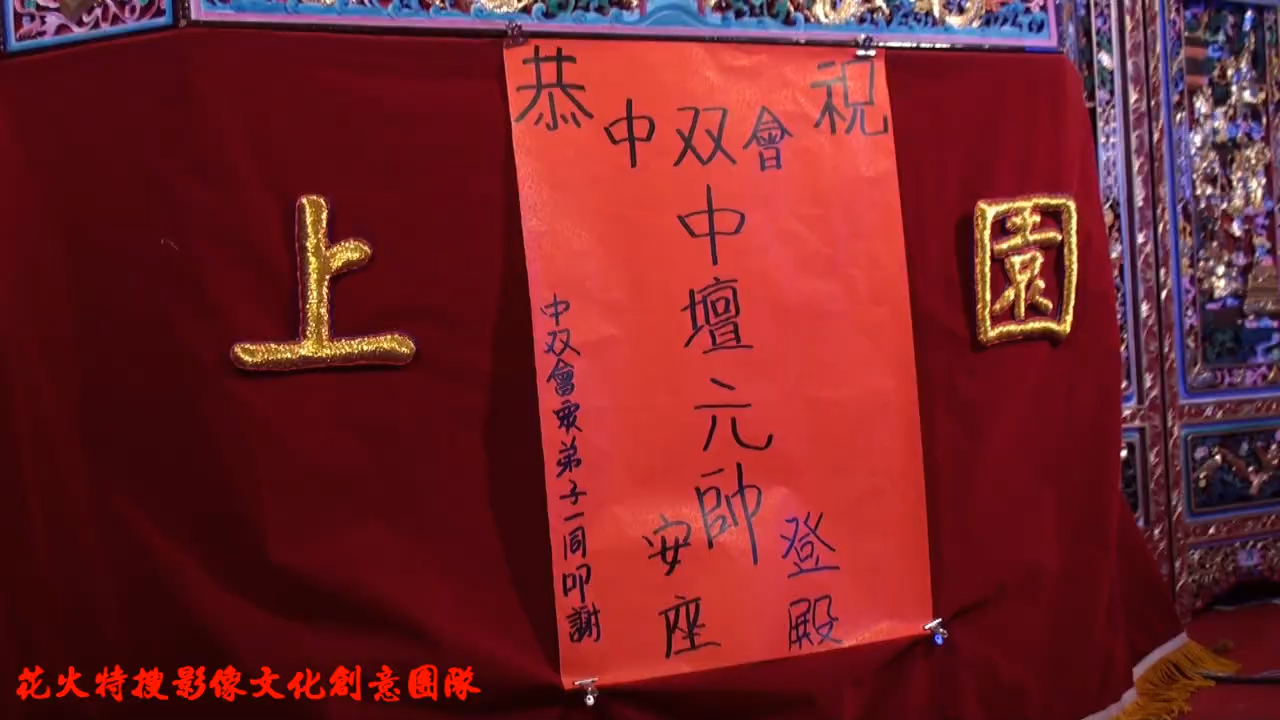 恭祝
中双會
中壇元帥
登殿
安座
中双會眾弟子一同叩謝
上
園
花火特搜影像文化創意團隊